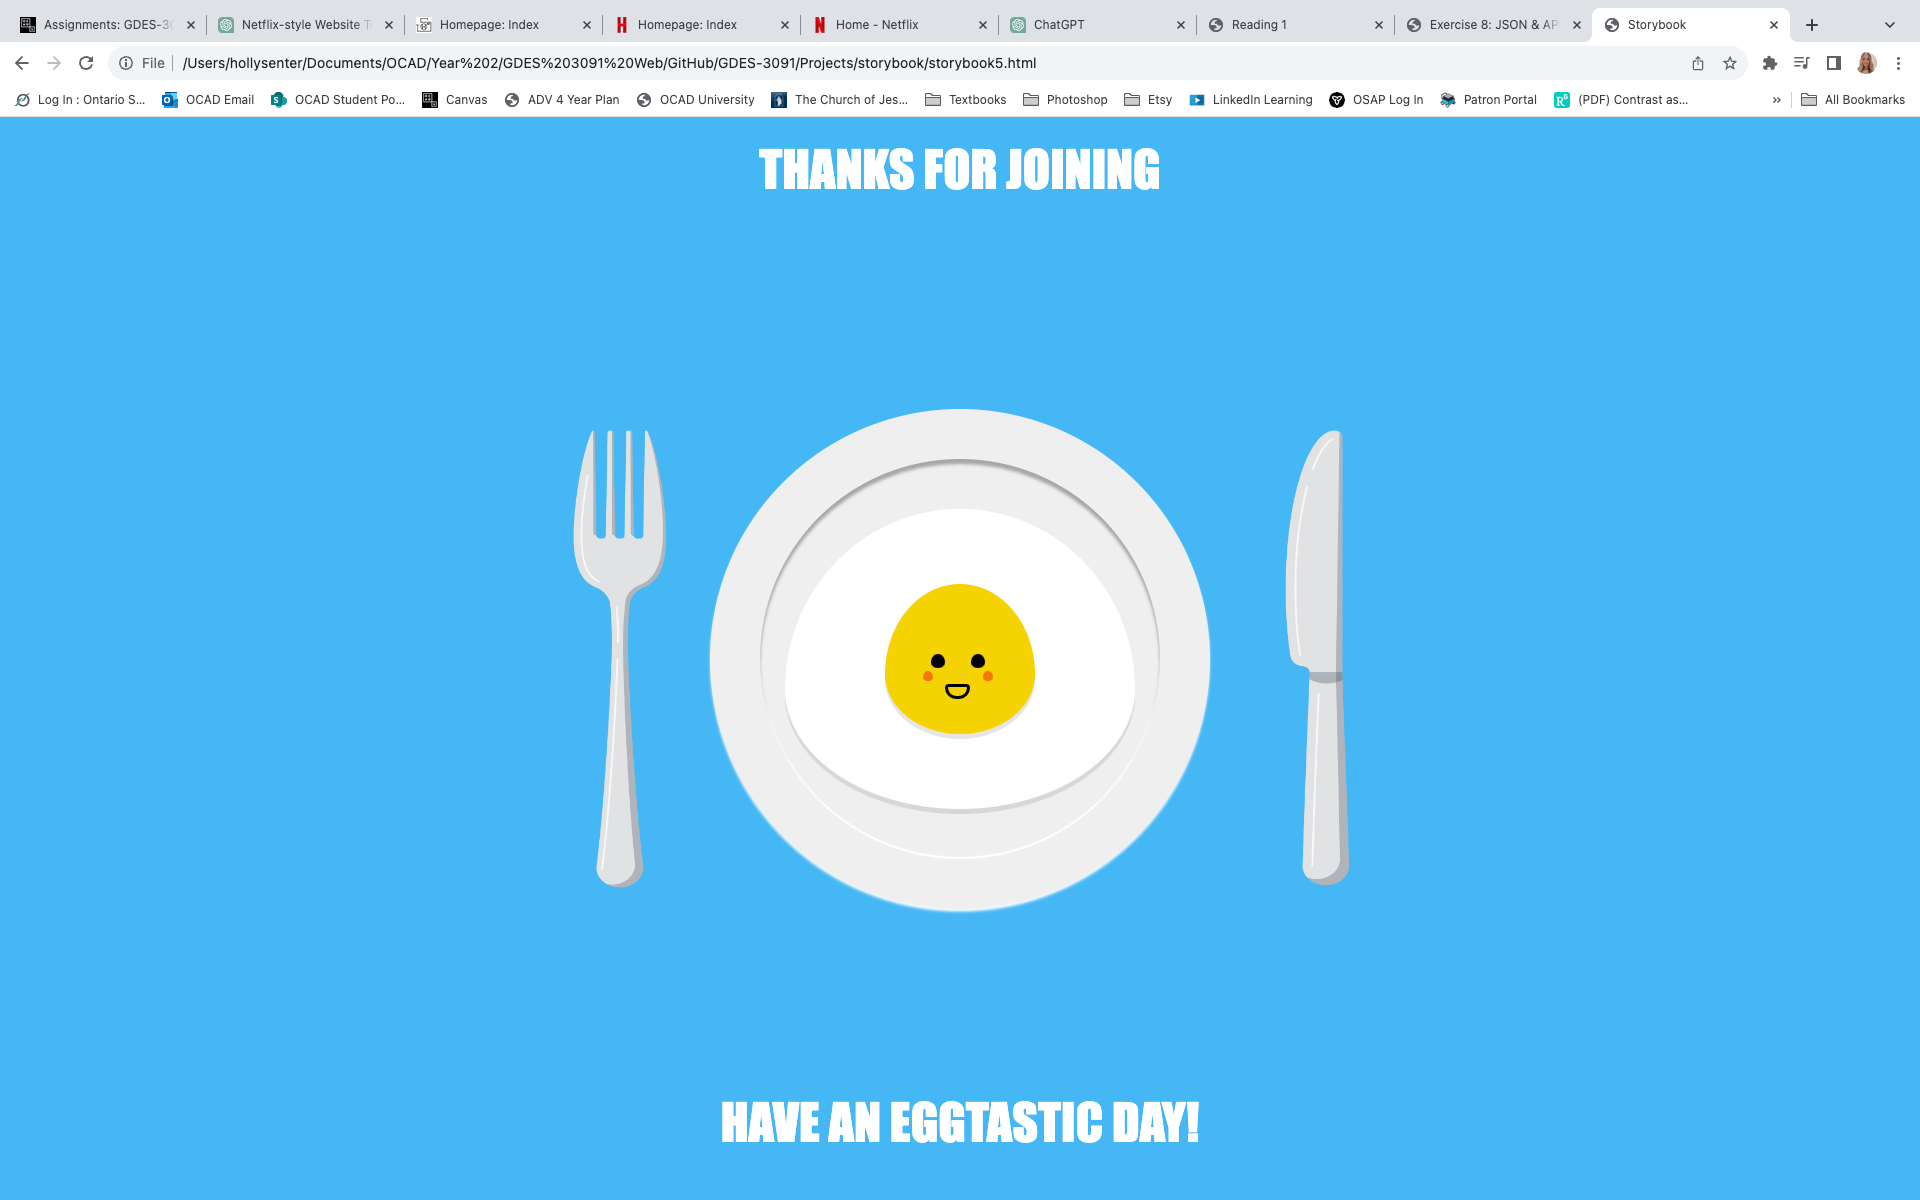 Assignments: GDES-30
Netflix-style Website T
Homepage: Index
Homepage: Index
Home - Netflix
ChatGPT
Reading 1
Exercise 8: JSON & AP
Storybook
File
/Users/hollysenter/Documents/OCAD/Year%202/GDES%203091%20Web/GitHub/GDES-3091/Projects/storybook/storybook5.html
Log In : Ontario S...
OCAD Email
OCAD Student Po...
Canvas
ADV 4 Year Plan
OCAD University
The Church of Jes...
Textbooks
Photoshop
Etsy
LinkedIn Learning
OSAP Log In
Patron Portal
(PDF) Contrast as...
All Bookmarks
THANKS FOR JOINING
HAVE AN EGGTASTIC DAY!